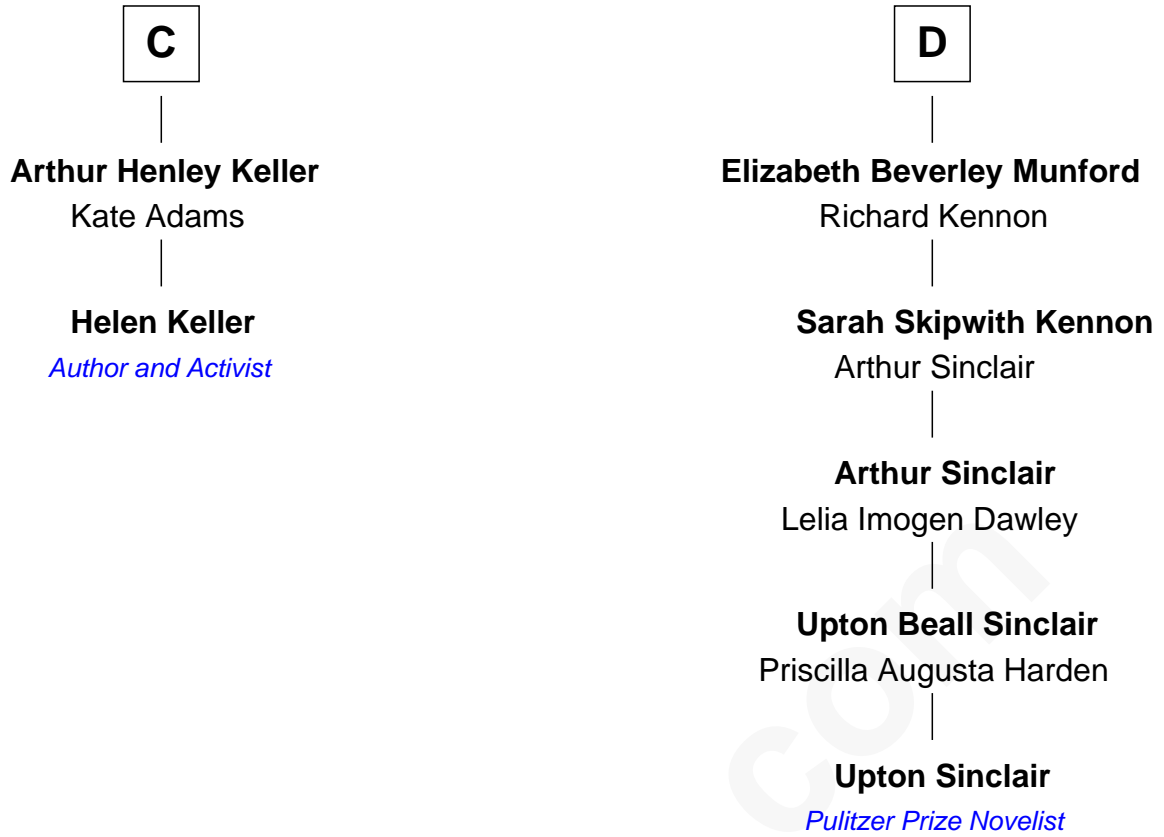 C
Arthur Henley Keller
Kate Adams
Helen Keller
Author and Activist
D
Elizabeth Beverley Munford
Richard Kennon
Sarah Skipwith Kennon
Arthur Sinclair
Arthur Sinclair
Lelia Imogen Dawley
Upton Beall Sinclair
Priscilla Augusta Harden
Upton Sinclair
Pulitzer Prize Novelist
com